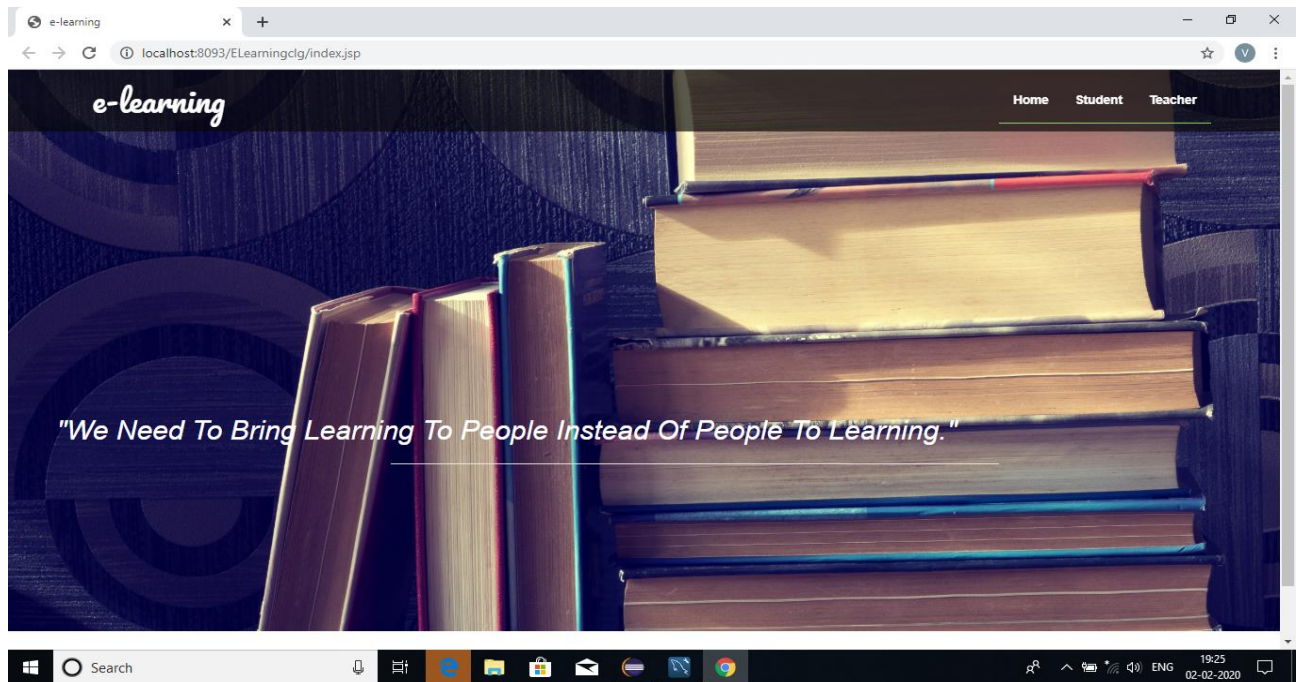 e-learning
localhost:8093/ELearningclg/index.jsp
V
e-learning
Home Student Teacher
"We Need To Bring Learning To People Instead Of People To Learning."
Search
ENG
19:25
02-02-2020